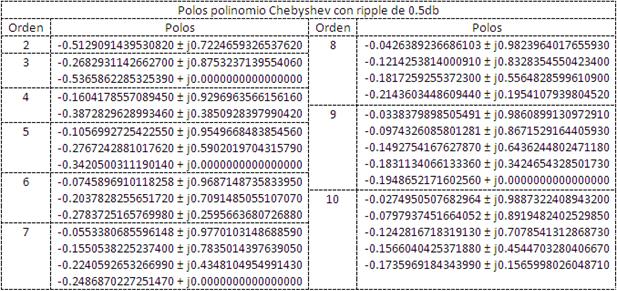 Polos polinomio Chebyshev con ripple de 0.5db
Orden Polos
2 -0.5129091439530820 ± j0.7224659326537620
3 -0.2682931142662700 ± j0.8753237139554060
-0.5365862285325390 + j0.0000000000000000
4 -0.1604178557089450 ± j0.9296963566156160
-0.3872829628993460 ± j0.3850928397990420
5 -0.1056992725422550 ± j0.9549668483854560
-0.2767242881017620 ± j0.5902019704315790
-0.3420500311190140 + j0.0000000000000000
6 -0.0745896910118258 ± j0.9687148735833950
-0.2037828255651720 ± j0.7091485055107070
-0.2783725165769980 ± j0.2595663680726880
7 -0.0553380685596148 ± j0.9770103148688590
-0.1550538225237400 ± j0.7835014397639050
-0.2240592653266990 ± j0.4348104954991430
-0.2486870227251470 + j0.0000000000000000
Orden Polos
8 -0.0426389236686103 ± j0.9823964017655930
-0.1214253814000910 ± j0.8328354550423400
-0.1817259255372300 ± j0.5564828599610900
-0.2143603448609440 ± j0.1954107939804520
9 -0.0338379898505491 ± j0.9860899130972910
-0.0974326085801281 ± j0.8671529164405930
-0.1492754167627870 ± j0.6436244802471180
-0.1831134066133360 ± j0.3424654328501730
-0.1948652171602560 + j0.0000000000000000
10 -0.0274950507682964 ± j0.9887322408943200
-0.0797937451664052 ± j0.8919482402529850
-0.1242816718319130 ± j0.7078541312868730
-0.1566040425371880 ± j0.4544703280406670
-0.1735969184343990 ± j0.1565998026048710